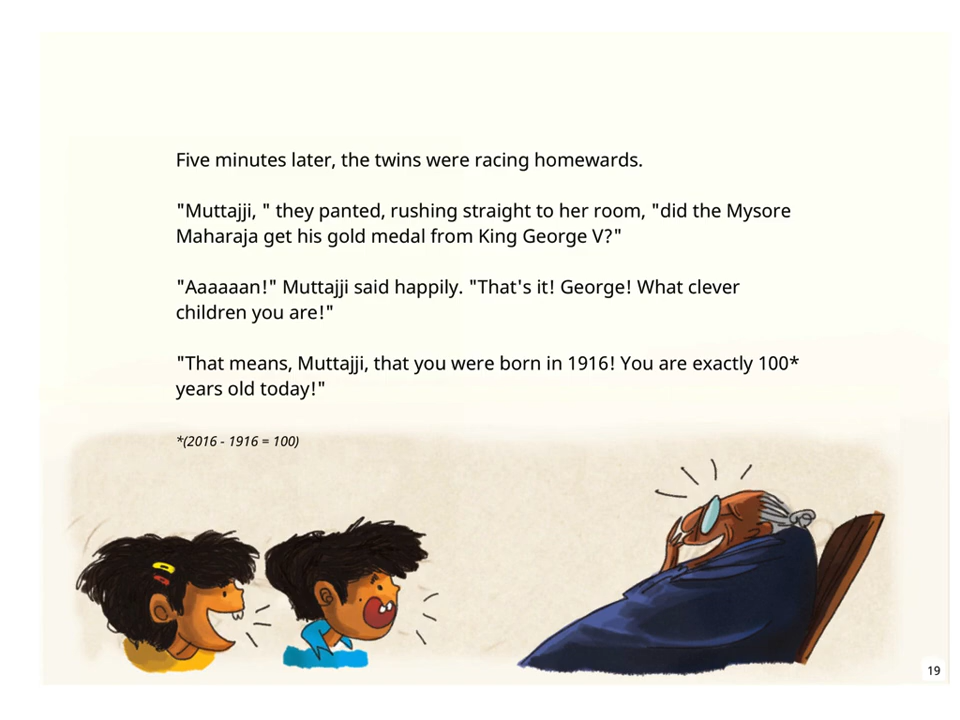 Five minutes later, the twins were racing homewards.
"Muttajji, " they panted, rushing straight to her room, "did the Mysore
Maharaja get his gold medal from King George V?"
"Aaaaaan!" Muttajji said happily. "That's it! George! What clever
children you are!"
"That means, Muttajji, that you were born in 1916! You are exactly 100*
years old today!"
*(2016 - 1916 = 100)
19